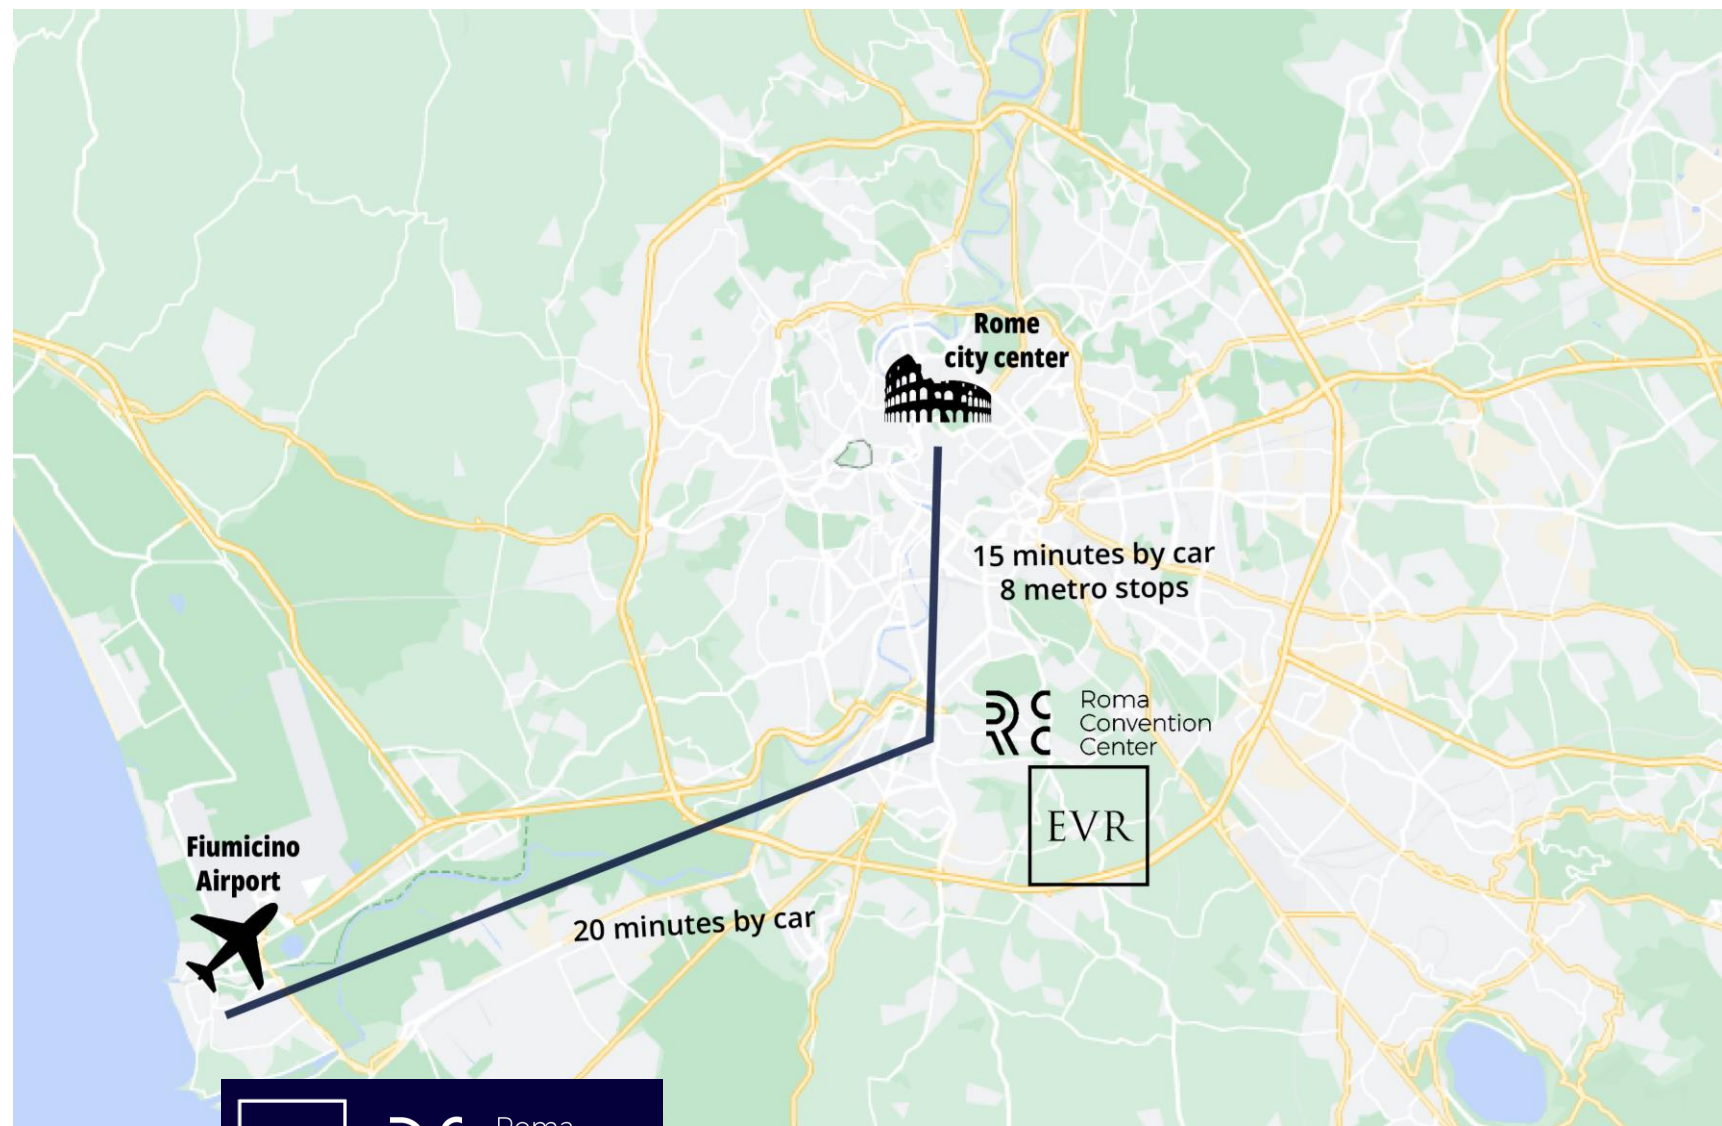 Rome
city center
15 minutes by car
8 metro stops
Roma
Convention
Center
EVR
Fiumicino
Airport
20 minutes by car
Roma